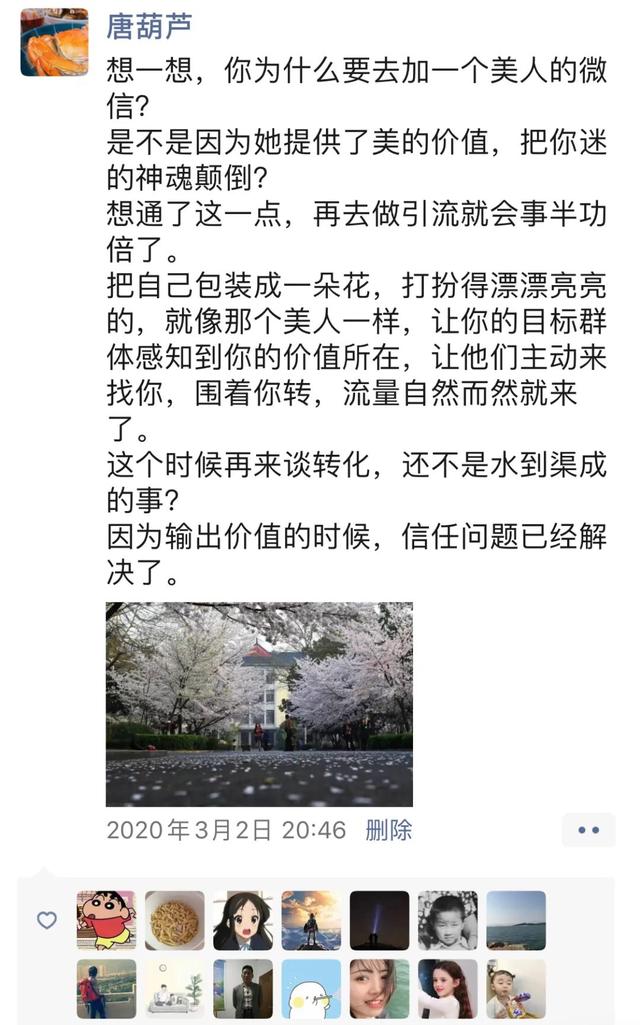 唐葫芦
想一想，你为什么要去加一个美人的微
信？
是不是因为她提供了美的价值，把你迷
的神魂颠倒？
想通了这一点，再去做引流就会事半功
倍了。
把自己包装成一朵花，打扮得漂漂亮亮
的，就像那个美人一样，让你的目标群
体感知到你的价值所在，让他们主动来
找你，围着你转，流量自然而然就来
了。
这个时候再来谈转化，还不是水到渠成
的事？
因为输出价值的时候，信任问题已经解
决了。
2020年3月2日 20:46 删除